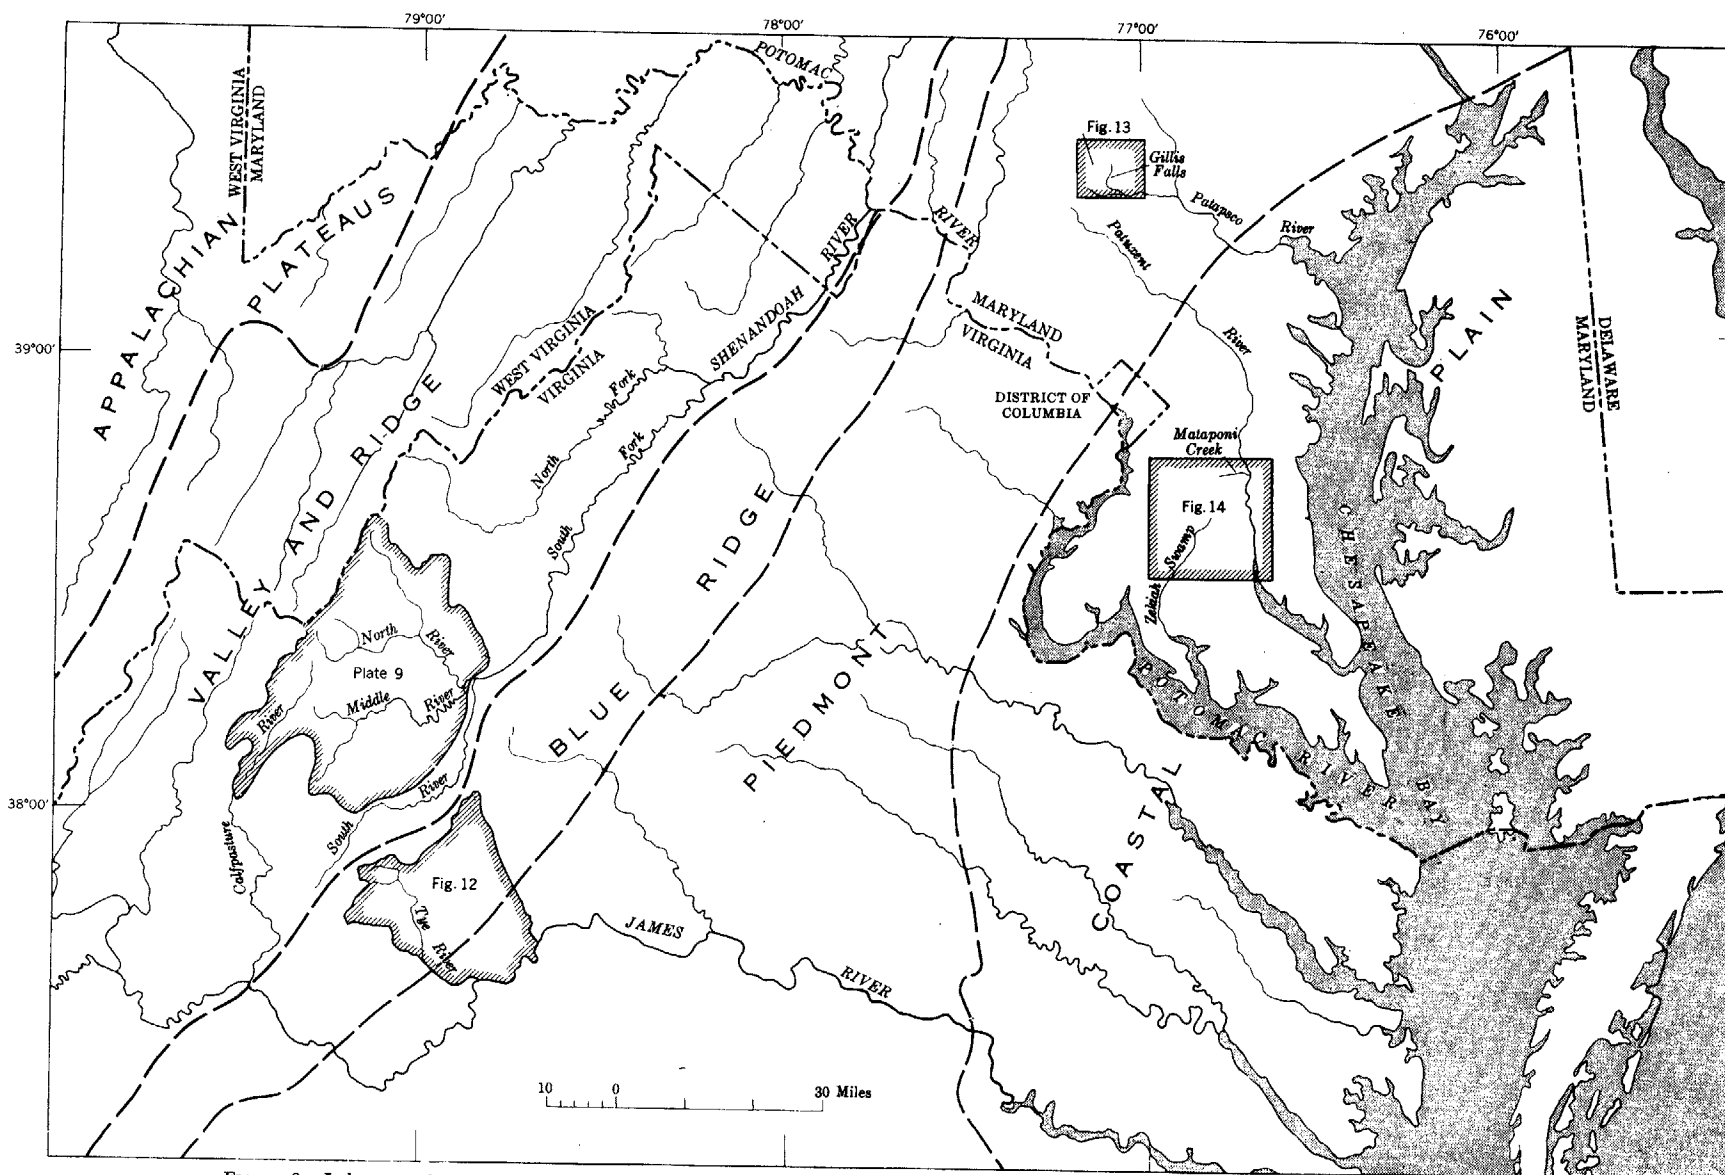 79°00′
78°00′
77°00′
76°00′
39°00′
38°00′
WEST VIRGINIA
MARYLAND
POTOMAC
RIVER
APPALACHIAN
PLATEAUS
Fig. 13
Gillis
Falls
Patapsco
River
Patuxent
River
SHENANDOAH
RIVER
MARYLAND
VIRGINIA
WEST VIRGINIA
VIRGINIA
North
Fork
South
Fork
DISTRICT OF
COLUMBIA
DELAWARE
MARYLAND
Mataponi
Creek
Fig. 14
Zekiah
Swamp
VALLEY
AND
RIDGE
BLUE
RIDGE
PIEDMONT
COASTAL
PLAIN
CHESAPEAKE
BAY
POTOMAC RIVER
North
River
Plate 9
Middle
River
River
Calfpasture
South
River
Fig. 12
Tye
River
JAMES
RIVER
10
0
30 Miles